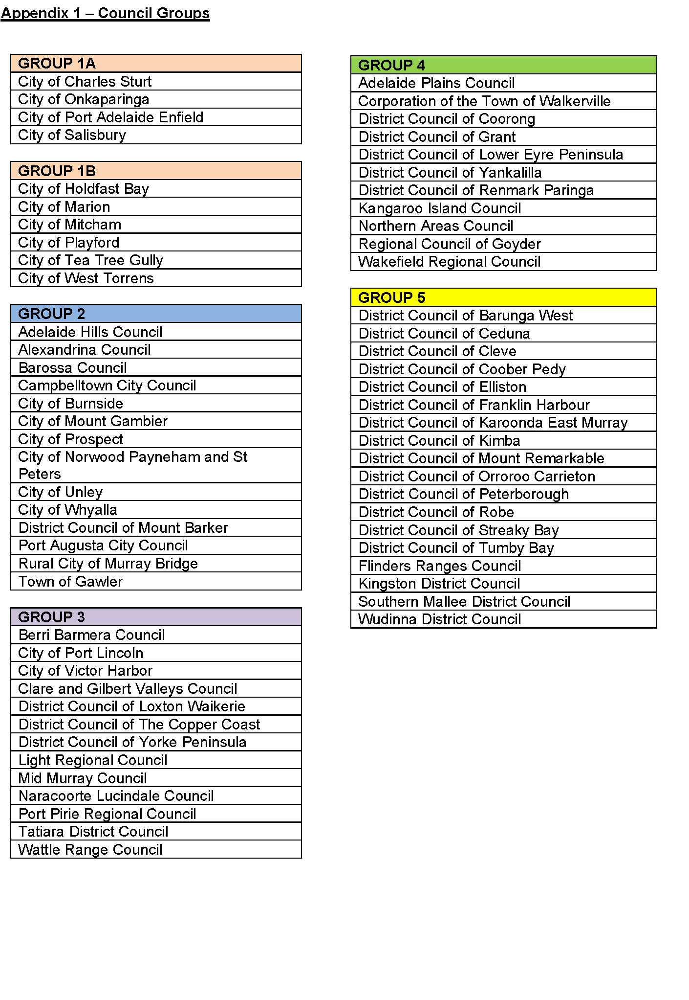 Appendix 1 – Council Groups
GROUP 1A
City of Charles Sturt
City of Onkaparinga
City of Port Adelaide Enfield
City of Salisbury
GROUP 1B
City of Holdfast Bay
City of Marion
City of Mitcham
City of Playford
City of Tea Tree Gully
City of West Torrens
GROUP 2
Adelaide Hills Council
Alexandrina Council
Barossa Council
Campbelltown City Council
City of Burnside
City of Mount Gambier
City of Prospect
City of Norwood Payneham and St
Peters
City of Unley
City of Whyalla
District Council of Mount Barker
Port Augusta City Council
Rural City of Murray Bridge
Town of Gawler
GROUP 3
Berri Barmera Council
City of Port Lincoln
City of Victor Harbor
Clare and Gilbert Valleys Council
District Council of Loxton Waikerie
District Council of The Copper Coast
District Council of Yorke Peninsula
Light Regional Council
Mid Murray Council
Naracoorte Lucindale Council
Port Pirie Regional Council
Tatiara District Council
Wattle Range Council
GROUP 4
Adelaide Plains Council
Corporation of the Town of Walkerville
District Council of Coorong
District Council of Grant
District Council of Lower Eyre Peninsula
District Council of Yankalilla
District Council of Renmark Paringa
Kangaroo Island Council
Northern Areas Council
Regional Council of Goyder
Wakefield Regional Council
GROUP 5
District Council of Barunga West
District Council of Ceduna
District Council of Cleve
District Council of Coober Pedy
District Council of Elliston
District Council of Franklin Harbour
District Council of Karoonda East Murray
District Council of Kimba
District Council of Mount Remarkable
District Council of Orroroo Carrieton
District Council of Peterborough
District Council of Robe
District Council of Streaky Bay
District Council of Tumby Bay
Flinders Ranges Council
Kingston District Council
Southern Mallee District Council
Wudinna District Council